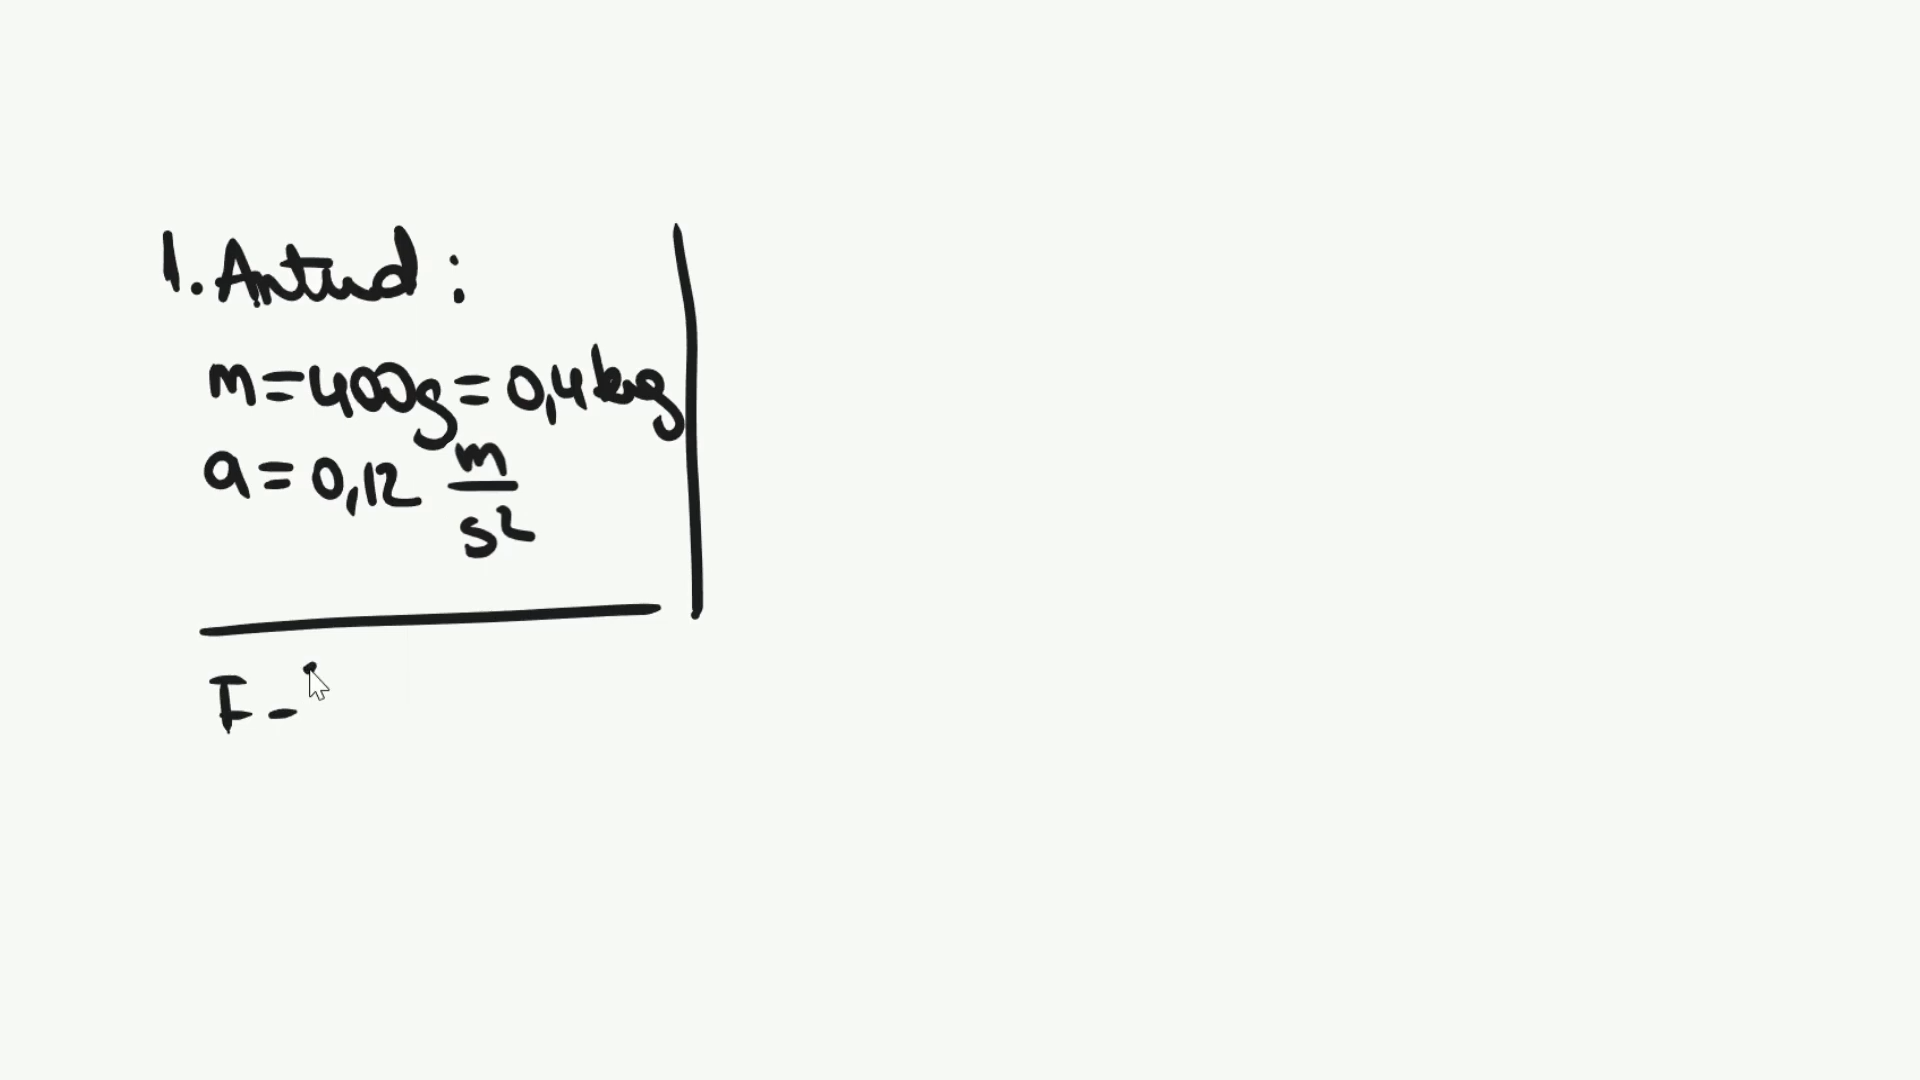 1. Antud:
m = 400g = 0,4 kg
a = 0,12 m/s²
F -